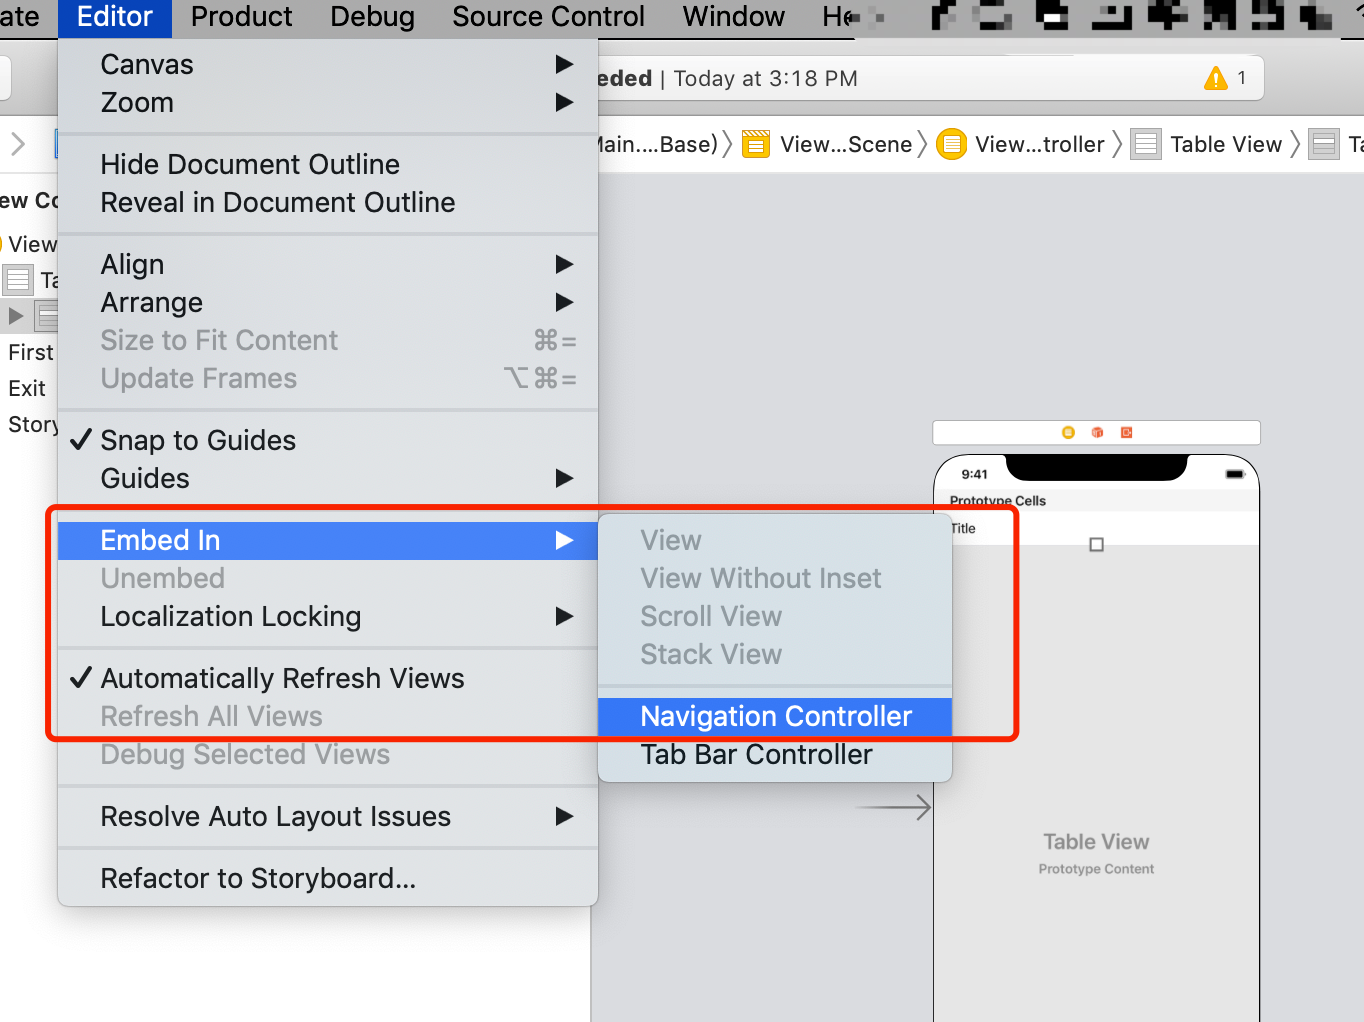 ate Editor Product Debug Source Control Window He
eded | Today at 3:18 PM 1
Main....Base) View...Scene View...troller Table View Ta
ew Co
View
Ta
First
Exit
Story
Canvas
Zoom
Hide Document Outline
Reveal in Document Outline
Align
Arrange
Size to Fit Content ⌘=
Update Frames ⌥⌘=
✓ Snap to Guides
Guides
Embed In
Unembed
Localization Locking
✓ Automatically Refresh Views
Refresh All Views
Debug Selected Views
Resolve Auto Layout Issues
Refactor to Storyboard...
View
View Without Inset
Scroll View
Stack View
Navigation Controller
Tab Bar Controller
9:41
Prototype Cells
Title
Table View
Prototype Content